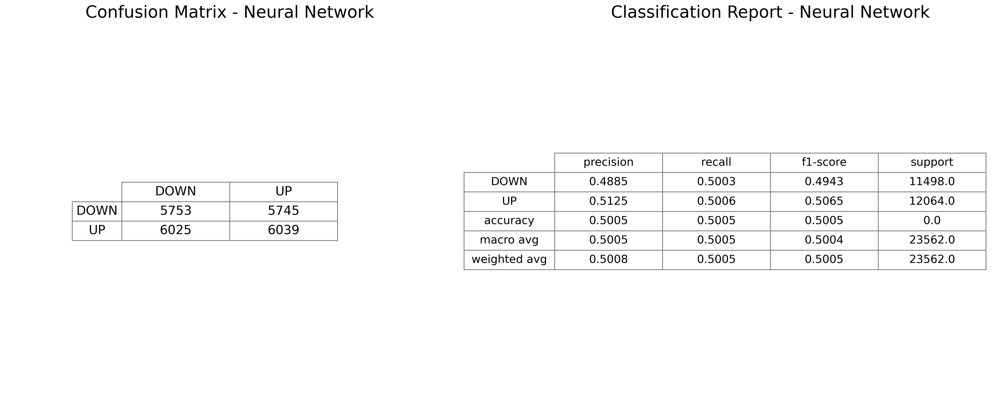 Confusion Matrix - Neural Network
DOWN UP
DOWN 5753 5745
UP 6025 6039
Classification Report - Neural Network
precision recall f1-score support
DOWN 0.4885 0.5003 0.4943 11498.0
UP 0.5125 0.5006 0.5065 12064.0
accuracy 0.5005 0.5005 0.5005 0.0
macro avg 0.5005 0.5005 0.5004 23562.0
weighted avg 0.5008 0.5005 0.5005 23562.0